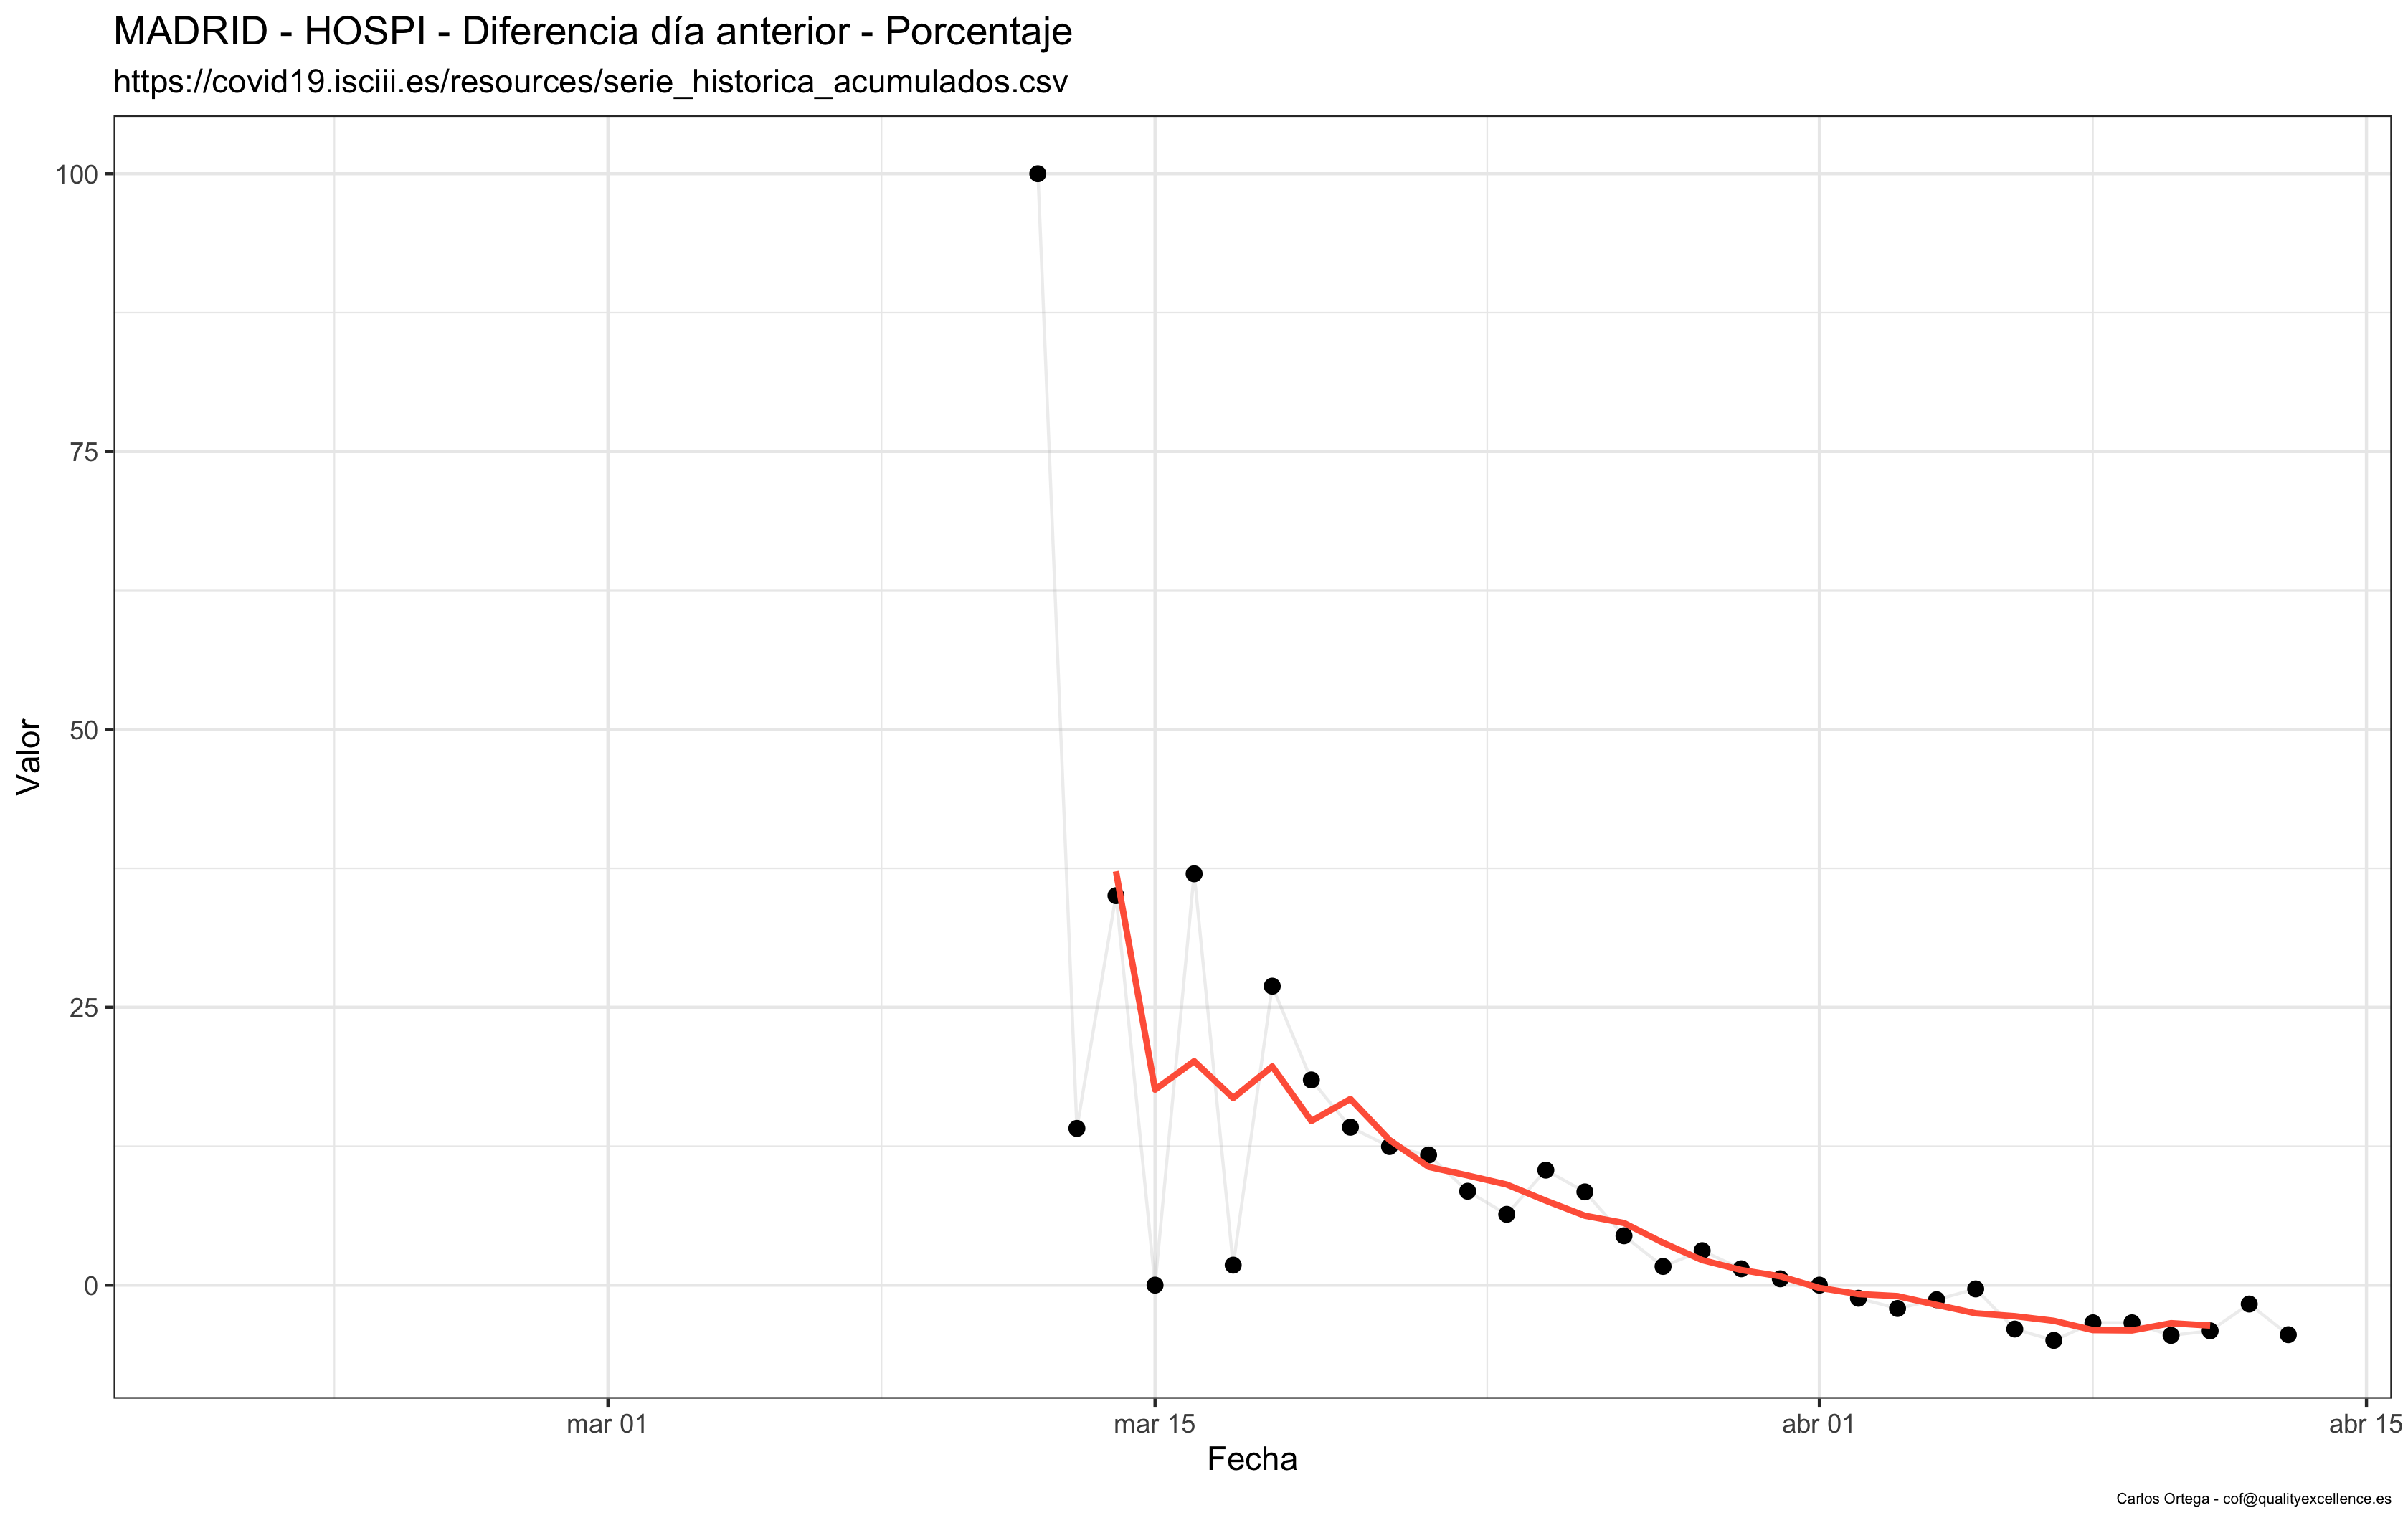 MADRID - HOSPI - Diferencia día anterior - Porcentaje
https://covid19.isciii.es/resources/serie_historica_acumulados.csv
100
75
50
25
0
Valor
mar 01
mar 15
abr 01
abr 15
Fecha
Carlos Ortega - cof@qualityexcellence.es